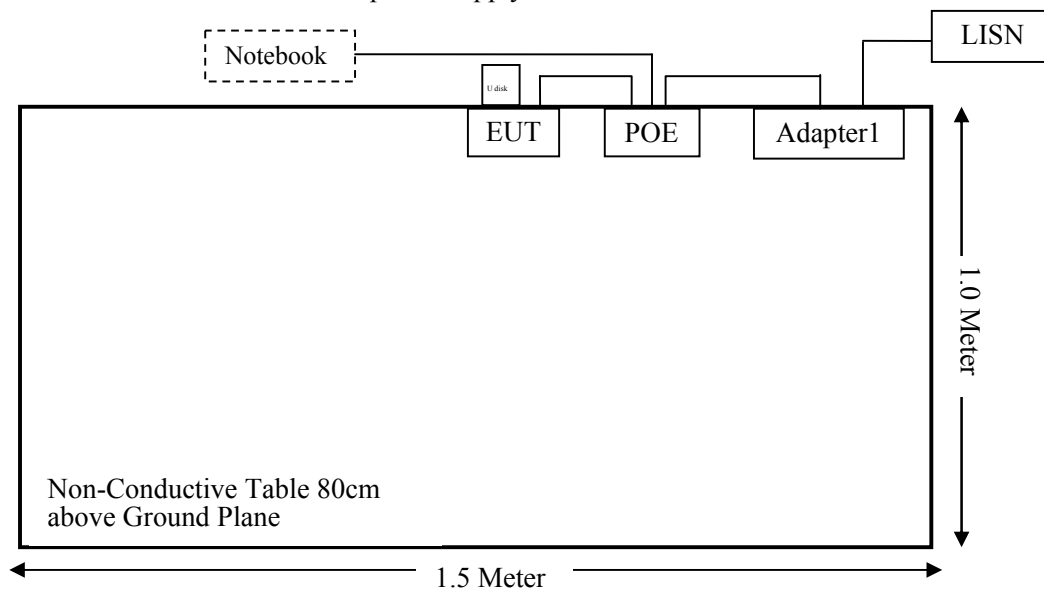 LISN
Notebook
U disk
EUT
POE
Adapter1
1.0 Meter
Non-Conductive Table 80cm
above Ground Plane
1.5 Meter